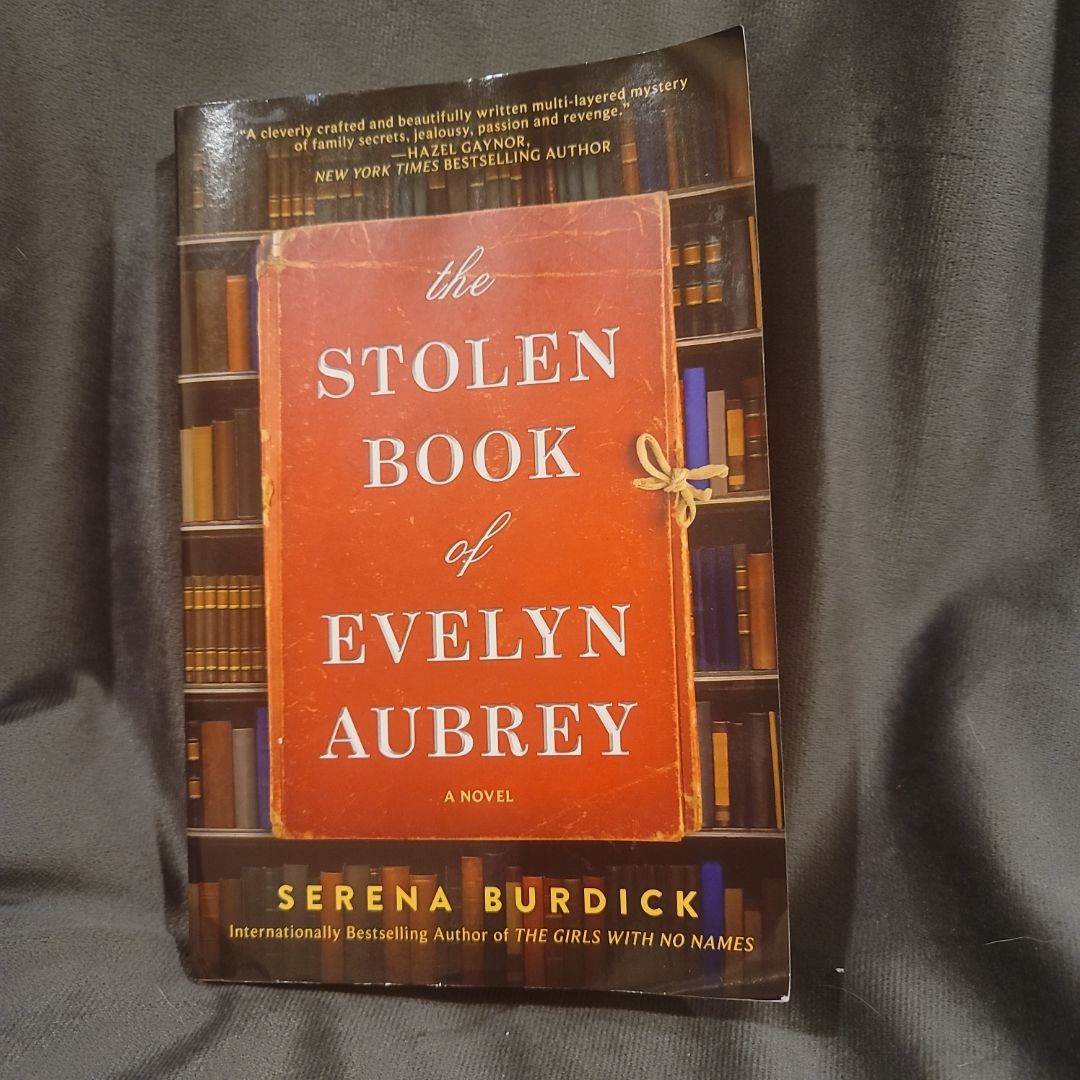 "A cleverly crafted and beautifully written multi-layered mystery
of family secrets, jealousy, passion and revenge."
—HAZEL GAYNOR,
NEW YORK TIMES BESTSELLING AUTHOR
the
STOLEN
BOOK
of
EVELYN
AUBREY
A NOVEL
SERENA BURDICK
Internationally Bestselling Author of THE GIRLS WITH NO NAMES